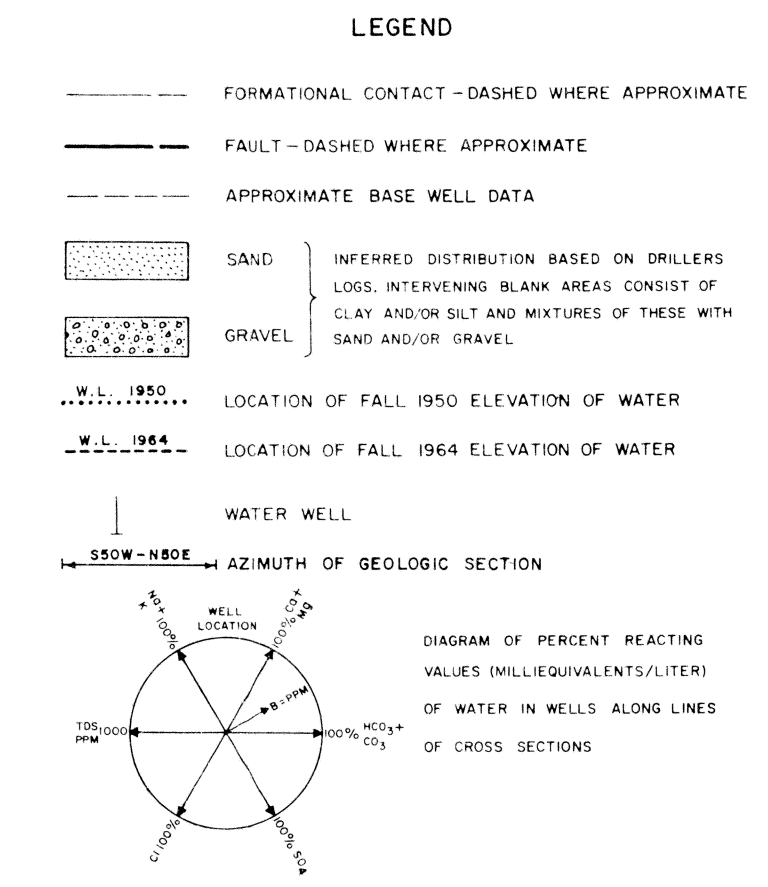 LEGEND
FORMATIONAL CONTACT – DASHED WHERE APPROXIMATE
FAULT – DASHED WHERE APPROXIMATE
APPROXIMATE BASE WELL DATA
SAND
GRAVEL
INFERRED DISTRIBUTION BASED ON DRILLERS
LOGS. INTERVENING BLANK AREAS CONSIST OF
CLAY AND/OR SILT AND MIXTURES OF THESE WITH
SAND AND/OR GRAVEL
W.L. 1950
LOCATION OF FALL 1950 ELEVATION OF WATER
W.L. 1964
LOCATION OF FALL 1964 ELEVATION OF WATER
WATER WELL
S50W – N50E
AZIMUTH OF GEOLOGIC SECTION
Na+
K 100%
WELL
LOCATION
100% Ca+
Mg
B = PPM
TDS 1000
PPM
100% HCO3+
CO3
Cl 100%
100% SO4
DIAGRAM OF PERCENT REACTING
VALUES (MILLIEQUIVALENTS/LITER)
OF WATER IN WELLS ALONG LINES
OF CROSS SECTIONS